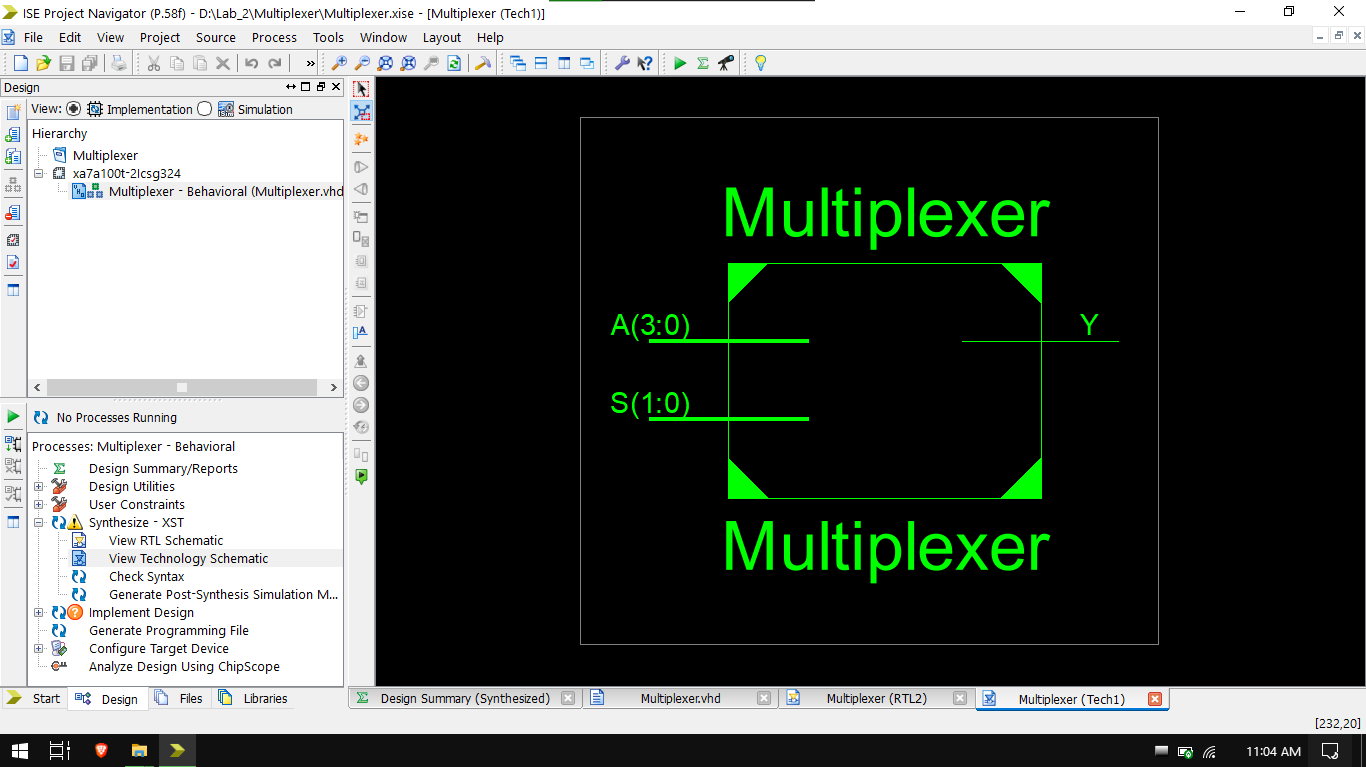 ISE Project Navigator (P.58f) - D:\Lab_2\Multiplexer\Multiplexer.xise - [Multiplexer (Tech1)]
File Edit View Project Source Process Tools Window Layout Help
Design
View: Implementation Simulation
Hierarchy
Multiplexer
xa7a100t-2Icsg324
Multiplexer - Behavioral (Multiplexer.vhd
No Processes Running
Processes: Multiplexer - Behavioral
Design Summary/Reports
Design Utilities
User Constraints
Synthesize - XST
View RTL Schematic
View Technology Schematic
Check Syntax
Generate Post-Synthesis Simulation M...
Implement Design
Generate Programming File
Configure Target Device
Analyze Design Using ChipScope
Start Design Files Libraries
Multiplexer
A(3:0) Y
S(1:0)
Multiplexer
Design Summary (Synthesized) Multiplexer.vhd Multiplexer (RTL2) Multiplexer (Tech1)
[232,20]
11:04 AM